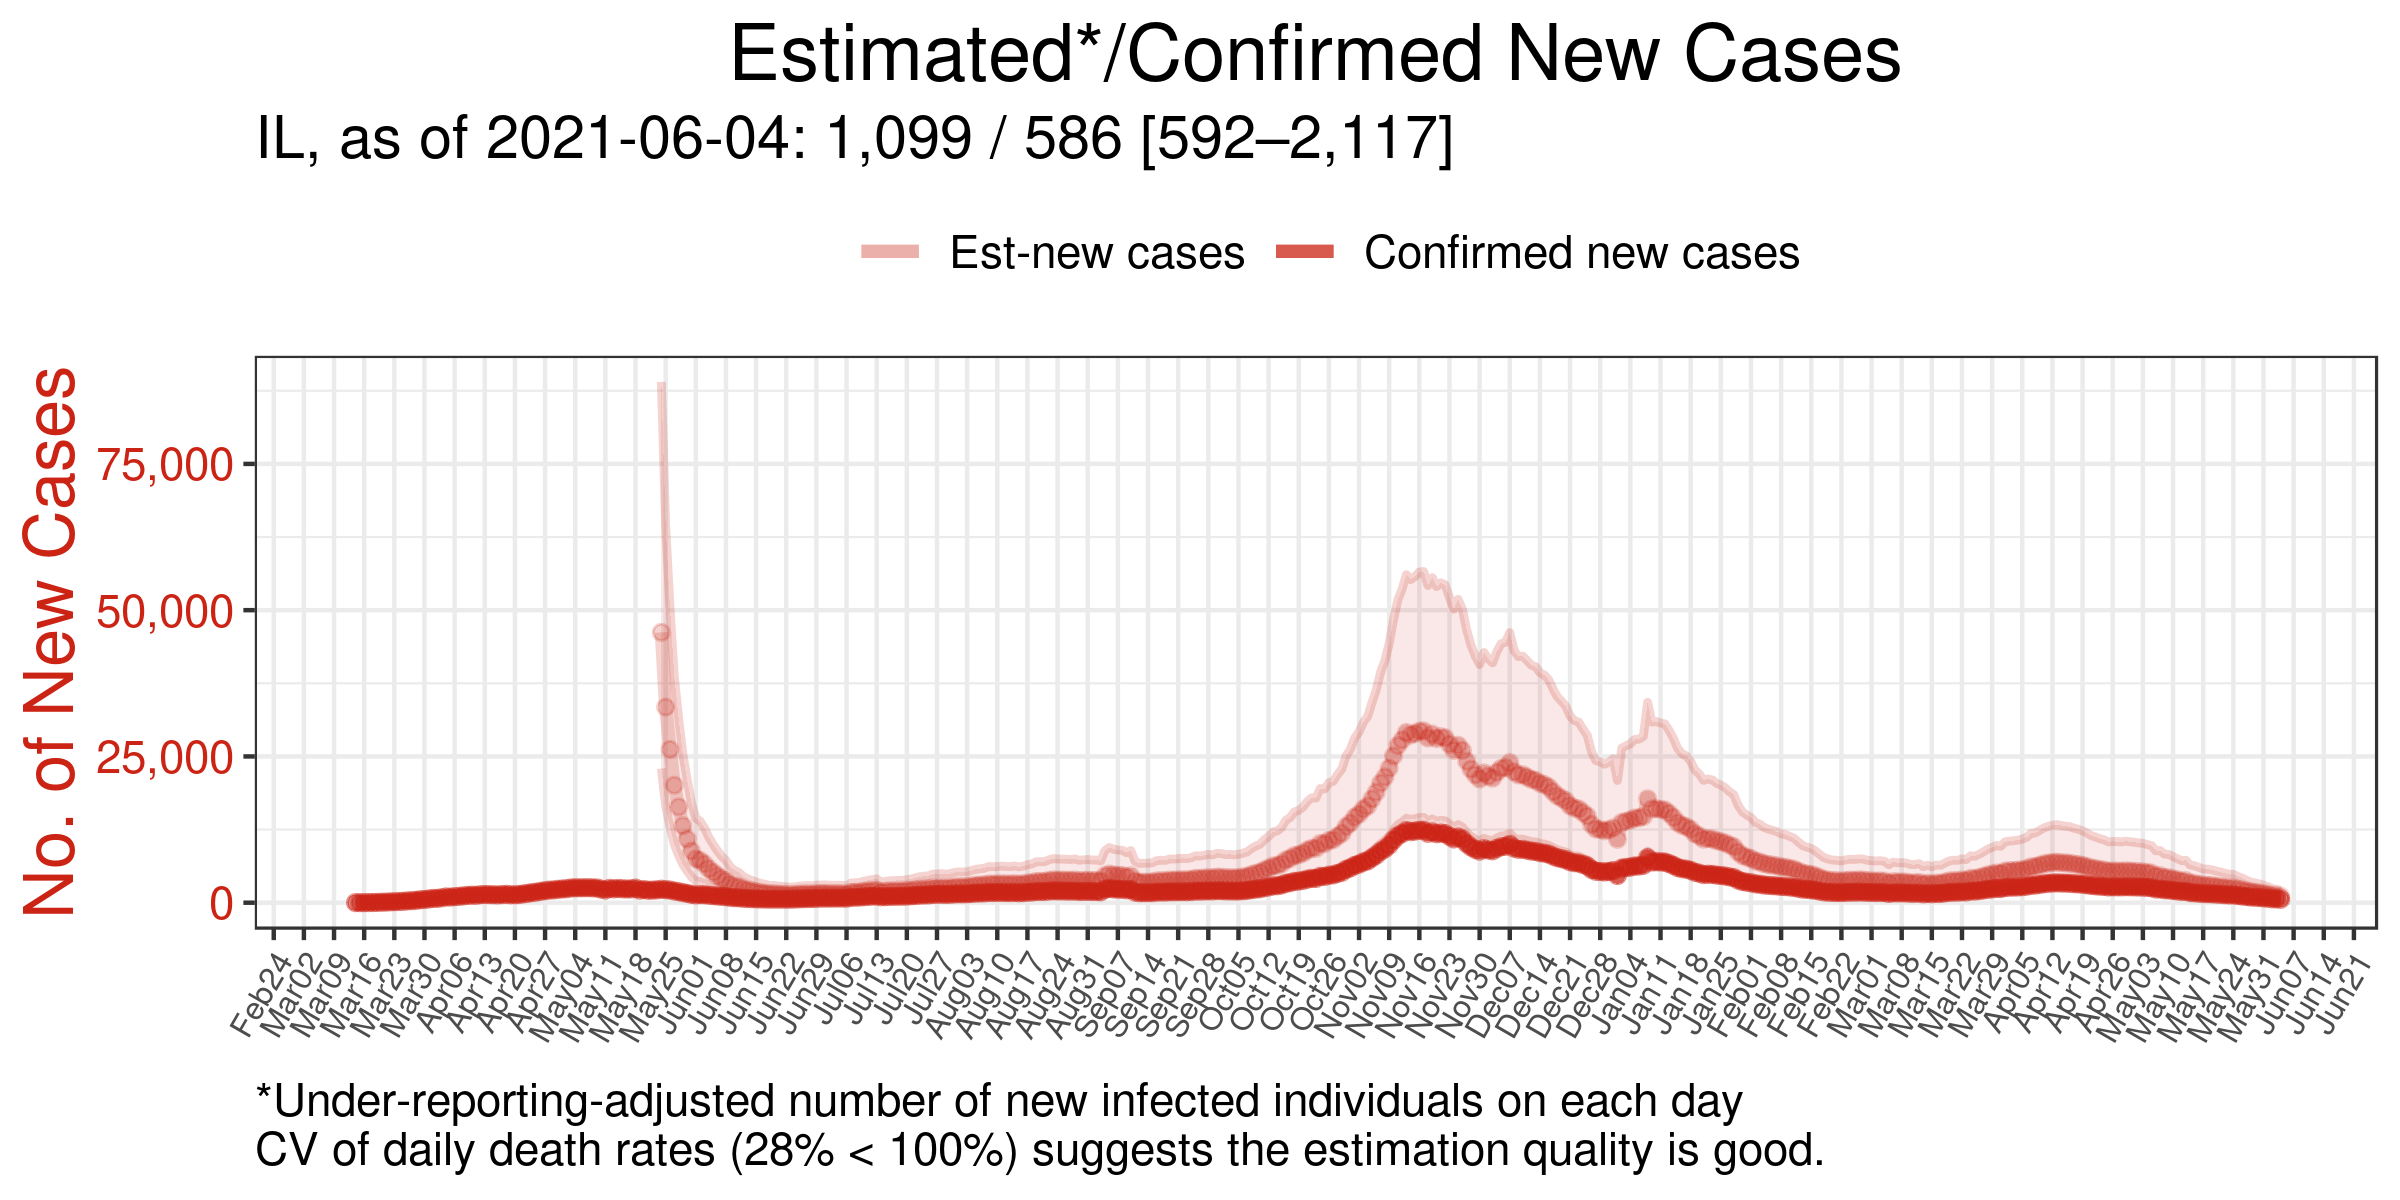 Estimated*/Confirmed New Cases
IL, as of 2021-06-04: 1,099 / 586 [592–2,117]
Est-new cases Confirmed new cases
No. of New Cases
75,000
50,000
25,000
0
Feb24 Mar02 Mar09 Mar16 Mar23 Mar30 Apr06 Apr13 Apr20 Apr27 May04 May11 May18 May25 Jun01 Jun08 Jun15 Jun22 Jun29 Jul06 Jul13 Jul20 Jul27 Aug03 Aug10 Aug17 Aug24 Aug31 Sep07 Sep14 Sep21 Sep28 Oct05 Oct12 Oct19 Oct26 Nov02 Nov09 Nov16 Nov23 Nov30 Dec07 Dec14 Dec21 Dec28 Jan04 Jan11 Jan18 Jan25 Feb01 Feb08 Feb15 Feb22 Mar01 Mar08 Mar15 Mar22 Mar29 Apr05 Apr12 Apr19 Apr26 May03 May10 May17 May24 May31 Jun07 Jun14 Jun21
*Under-reporting-adjusted number of new infected individuals on each day
CV of daily death rates (28% < 100%) suggests the estimation quality is good.